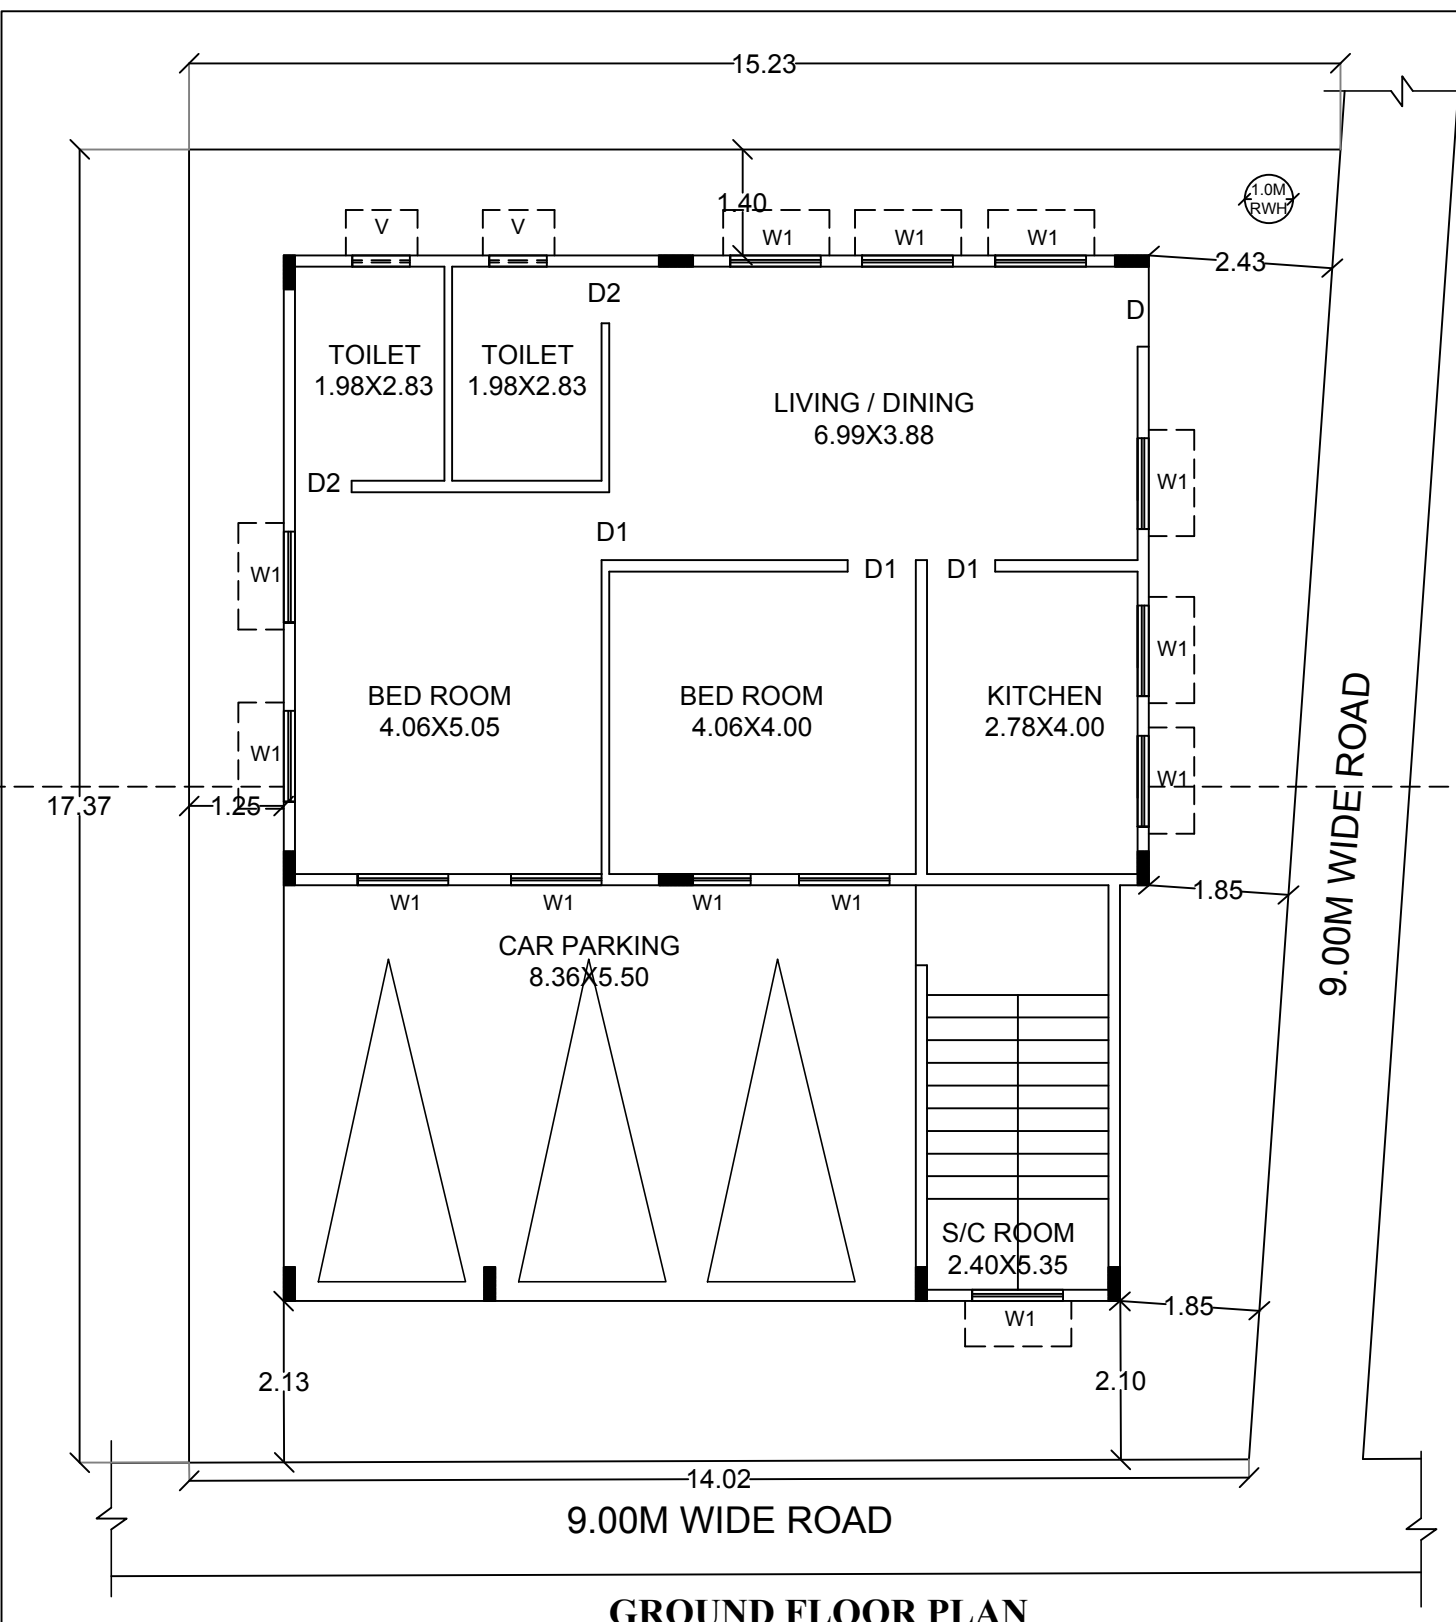 15.23
1.40
1.0M
RWH
V
V
W1
W1
W1
2.43
D2
D
TOILET
1.98X2.83
TOILET
1.98X2.83
LIVING / DINING
6.99X3.88
D2
W1
D1
W1
D1
D1
W1
BED ROOM
4.06X5.05
BED ROOM
4.06X4.00
KITCHEN
2.78X4.00
W1
W1
17.37
1.25
9.00M WIDE ROAD
1.85
W1
W1
W1
W1
CAR PARKING
8.36X5.50
S/C ROOM
2.40X5.35
1.85
W1
2.13
2.10
14.02
9.00M WIDE ROAD
GROUND FLOOR PLAN